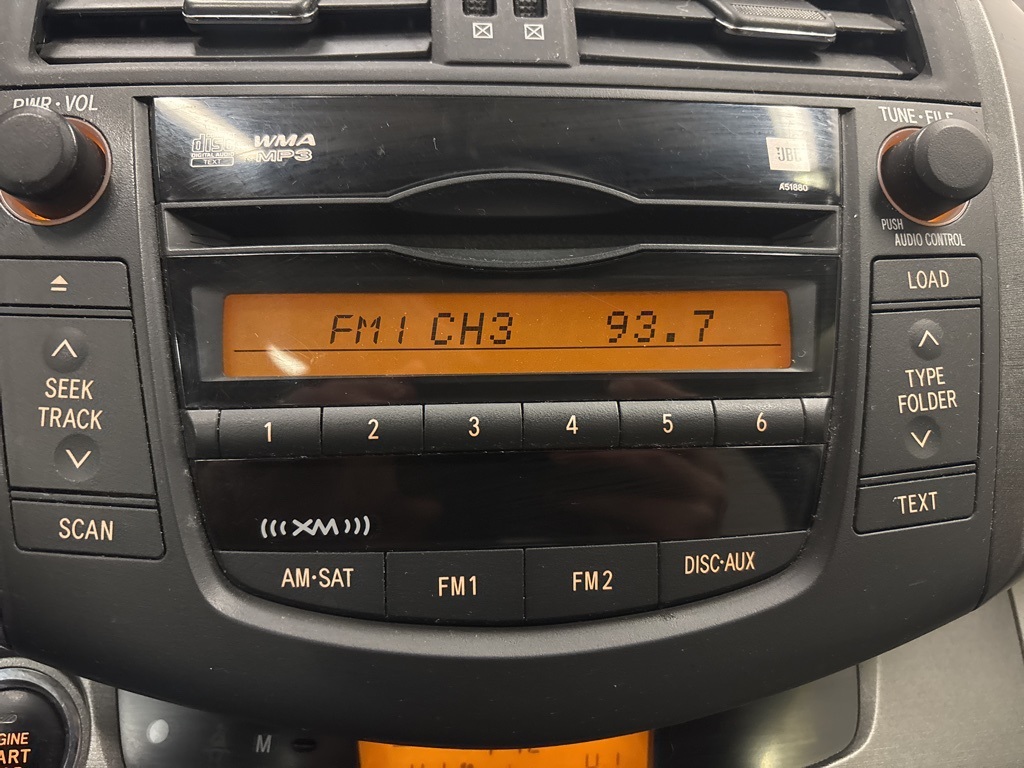 PWR·VOL
TUNE·FILE
disc
DIGITAL AUDIO
TEXT
WMA
MP3
JBL
A51880
PUSH
AUDIO CONTROL
LOAD
FM1 CH3 93.7
SEEK
TRACK
TYPE
FOLDER
1 2 3 4 5 6
SCAN
TEXT
(((XM)))
AM·SAT FM1 FM2 DISC·AUX
M